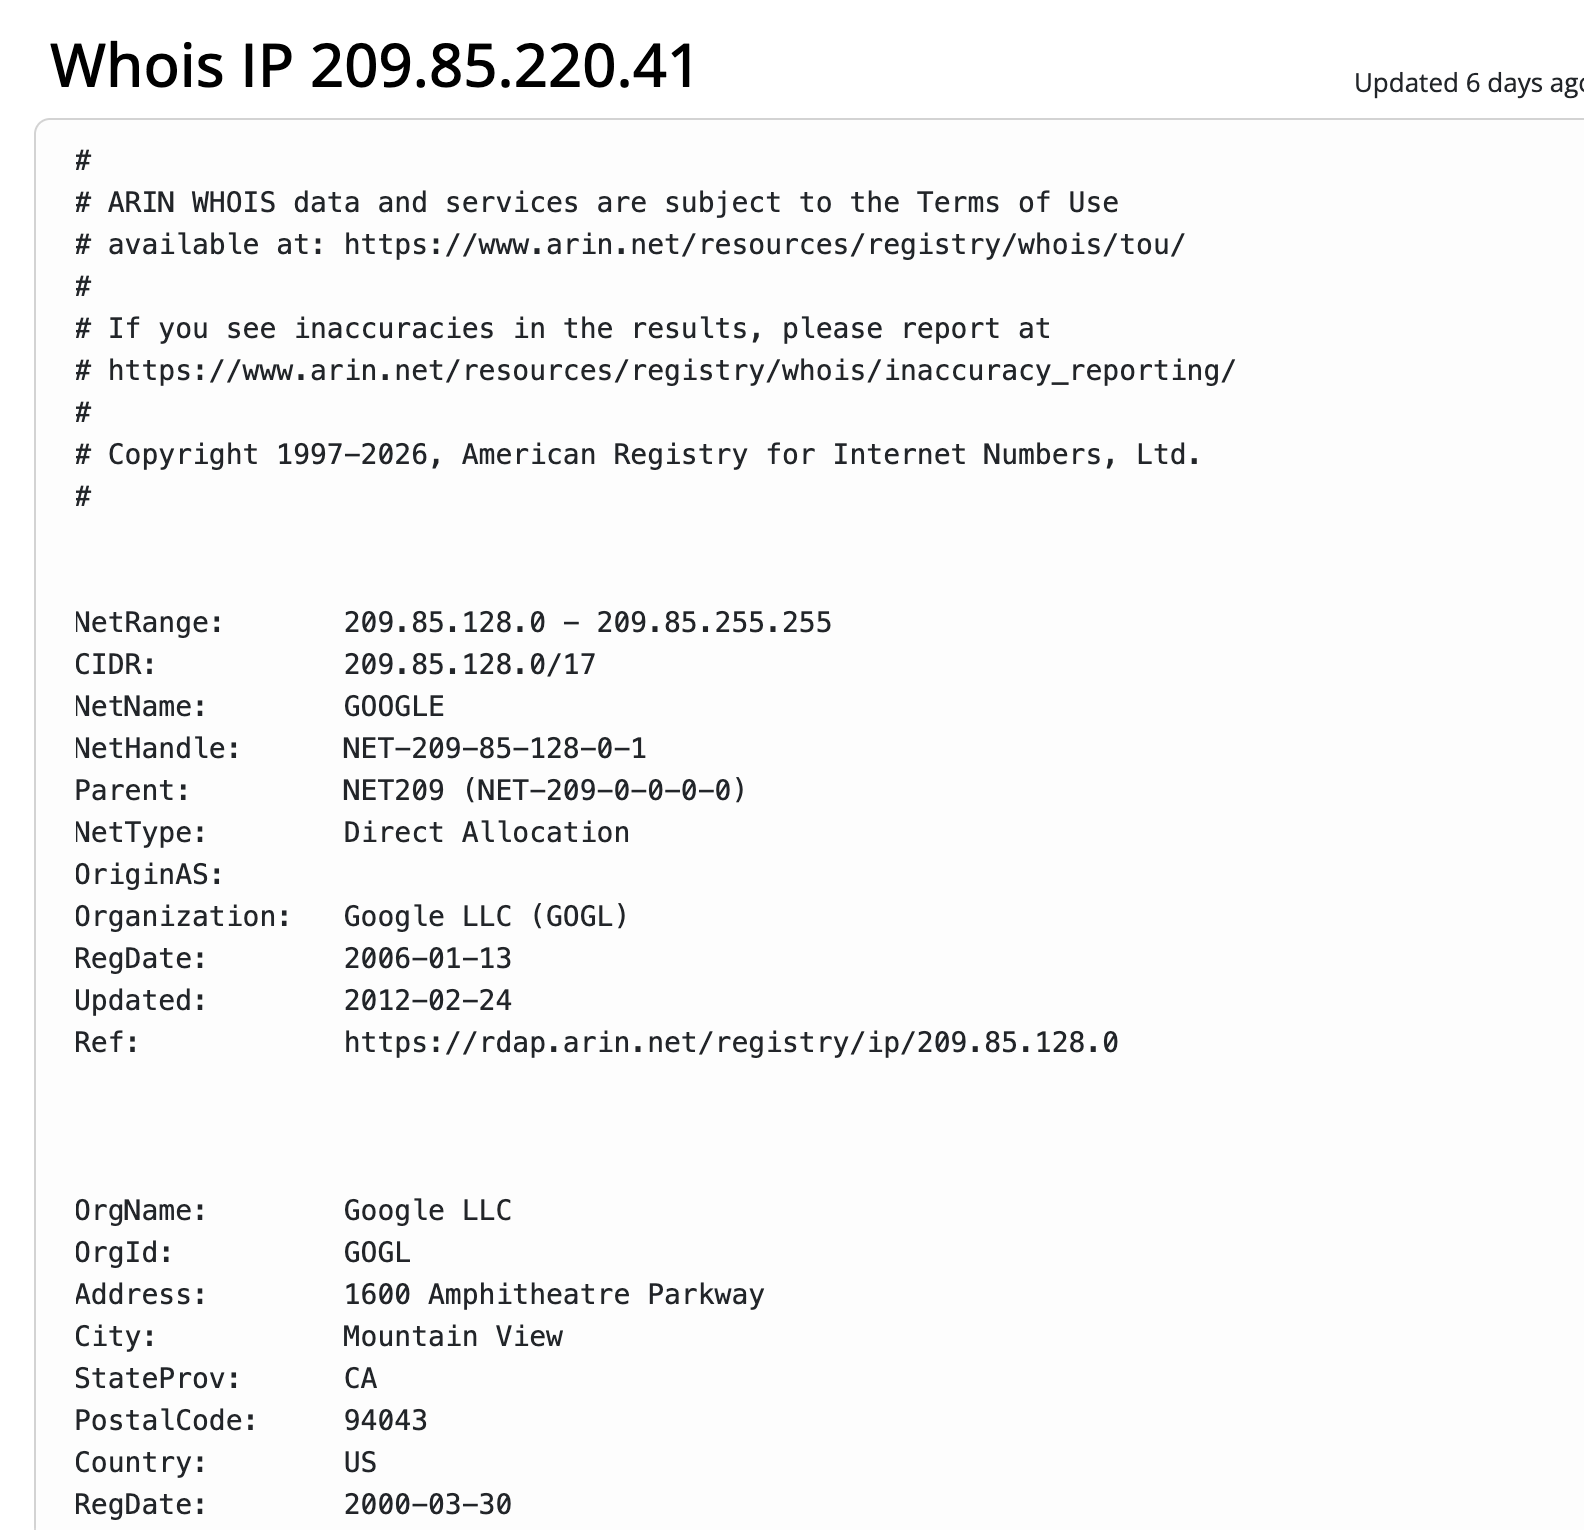 Whois IP 209.85.220.41
Updated 6 days ago
#
# ARIN WHOIS data and services are subject to the Terms of Use
# available at: https://www.arin.net/resources/registry/whois/tou/
#
# If you see inaccuracies in the results, please report at
# https://www.arin.net/resources/registry/whois/inaccuracy_reporting/
#
# Copyright 1997-2026, American Registry for Internet Numbers, Ltd.
#
NetRange: 209.85.128.0 - 209.85.255.255
CIDR: 209.85.128.0/17
NetName: GOOGLE
NetHandle: NET-209-85-128-0-1
Parent: NET209 (NET-209-0-0-0-0)
NetType: Direct Allocation
OriginAS:
Organization: Google LLC (GOGL)
RegDate: 2006-01-13
Updated: 2012-02-24
Ref: https://rdap.arin.net/registry/ip/209.85.128.0
OrgName: Google LLC
OrgId: GOGL
Address: 1600 Amphitheatre Parkway
City: Mountain View
StateProv: CA
PostalCode: 94043
Country: US
RegDate: 2000-03-30